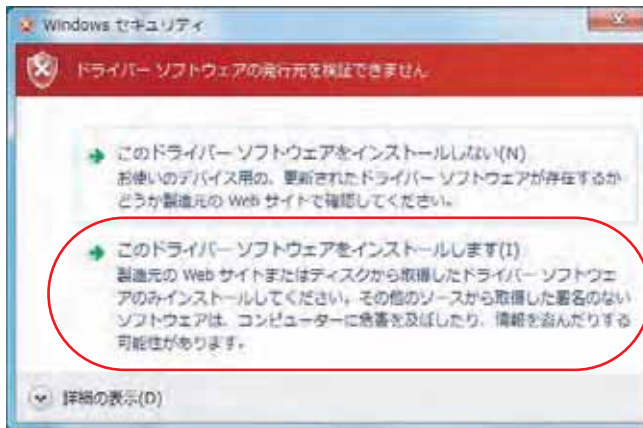 Windows セキュリティ
ドライバー ソフトウェアの発行元を検証できません
このドライバー ソフトウェアをインストールしない(N)
お使いのデバイス用の、更新されたドライバー ソフトウェアが存在するか
どうか製造元の Web サイトで確認してください。
このドライバー ソフトウェアをインストールします(I)
製造元の Web サイトまたはディスクから取得したドライバー ソフトウェ
アのみインストールしてください。その他のソースから取得した署名のない
ソフトウェアは、コンピューターに危害を及ぼしたり、情報を盗んだりする
可能性があります。
詳細の表示(D)